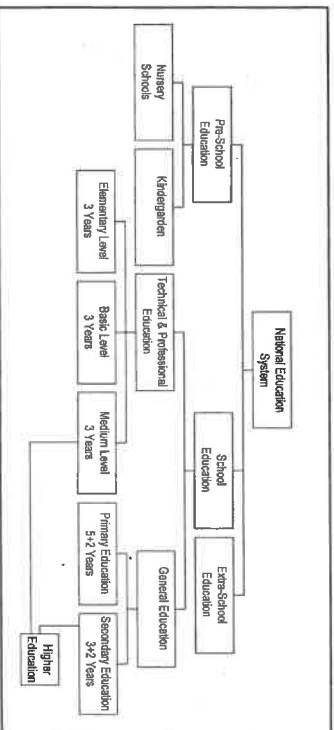 National Education
System
Pre-School
Education
School
Education
Extra-School
Education
Nursery
Schools
Kindergarden
Technical & Professional
Education
General Education
Elementary Level
3 Years
Basic Level
3 Years
Medium Level
3 Years
Primary Education
5+2 Years
Secondary Education
3+2 Years
Higher
Education